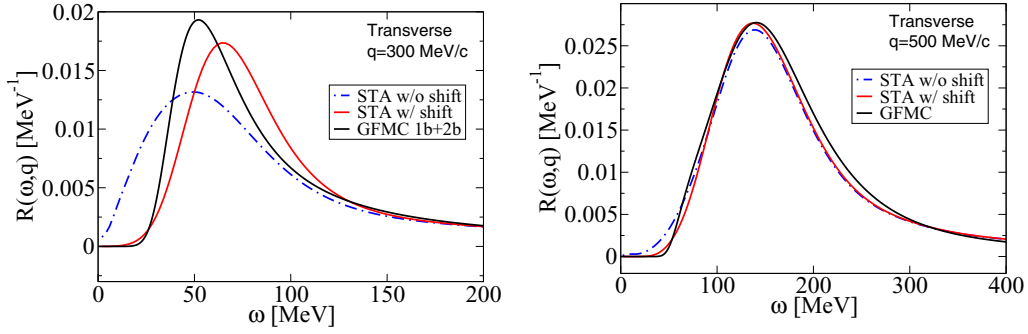 Transverse
q=300 MeV/c
STA w/o shift
STA w/ shift
GFMC 1b+2b
R(ω,q) [MeV⁻¹]
0.02
0.015
0.01
0.005
0
0 50 100 150 200
ω [MeV]
Transverse
q=500 MeV/c
STA w/o shift
STA w/ shift
GFMC
R(ω,q) [MeV⁻¹]
0.025
0.02
0.015
0.01
0.005
0
0 100 200 300 400
ω [MeV]